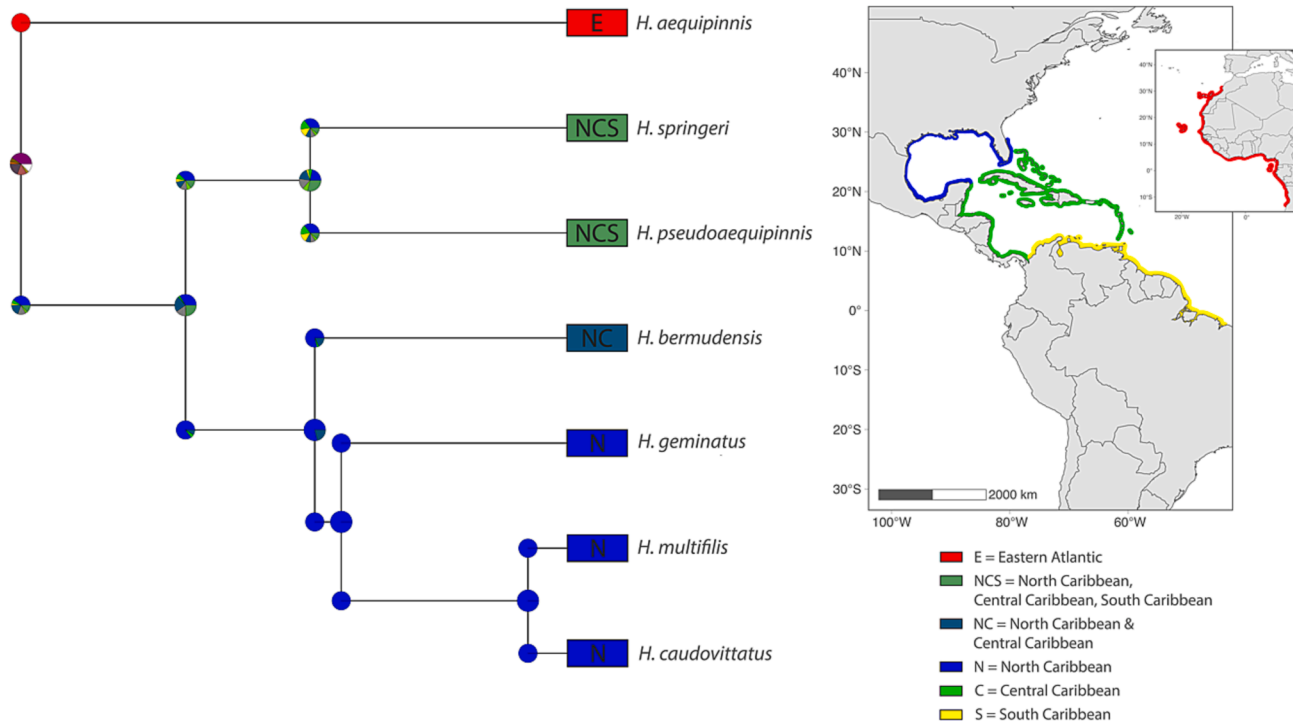 E
H. aequipinnis
NCS
H. springeri
NCS
H. pseudoaequipinnis
NC
H. bermudensis
N
H. geminatus
N
H. multifilis
N
H. caudovittatus
40°N
30°N
20°N
10°N
0°
10°S
20°S
30°S
2000 km
100°W
80°W
60°W
40°N
30°N
20°N
10°N
0°
10°S
20°W
0°
E = Eastern Atlantic
NCS = North Caribbean,
Central Caribbean, South Caribbean
NC = North Caribbean &
Central Caribbean
N = North Caribbean
C = Central Caribbean
S = South Caribbean